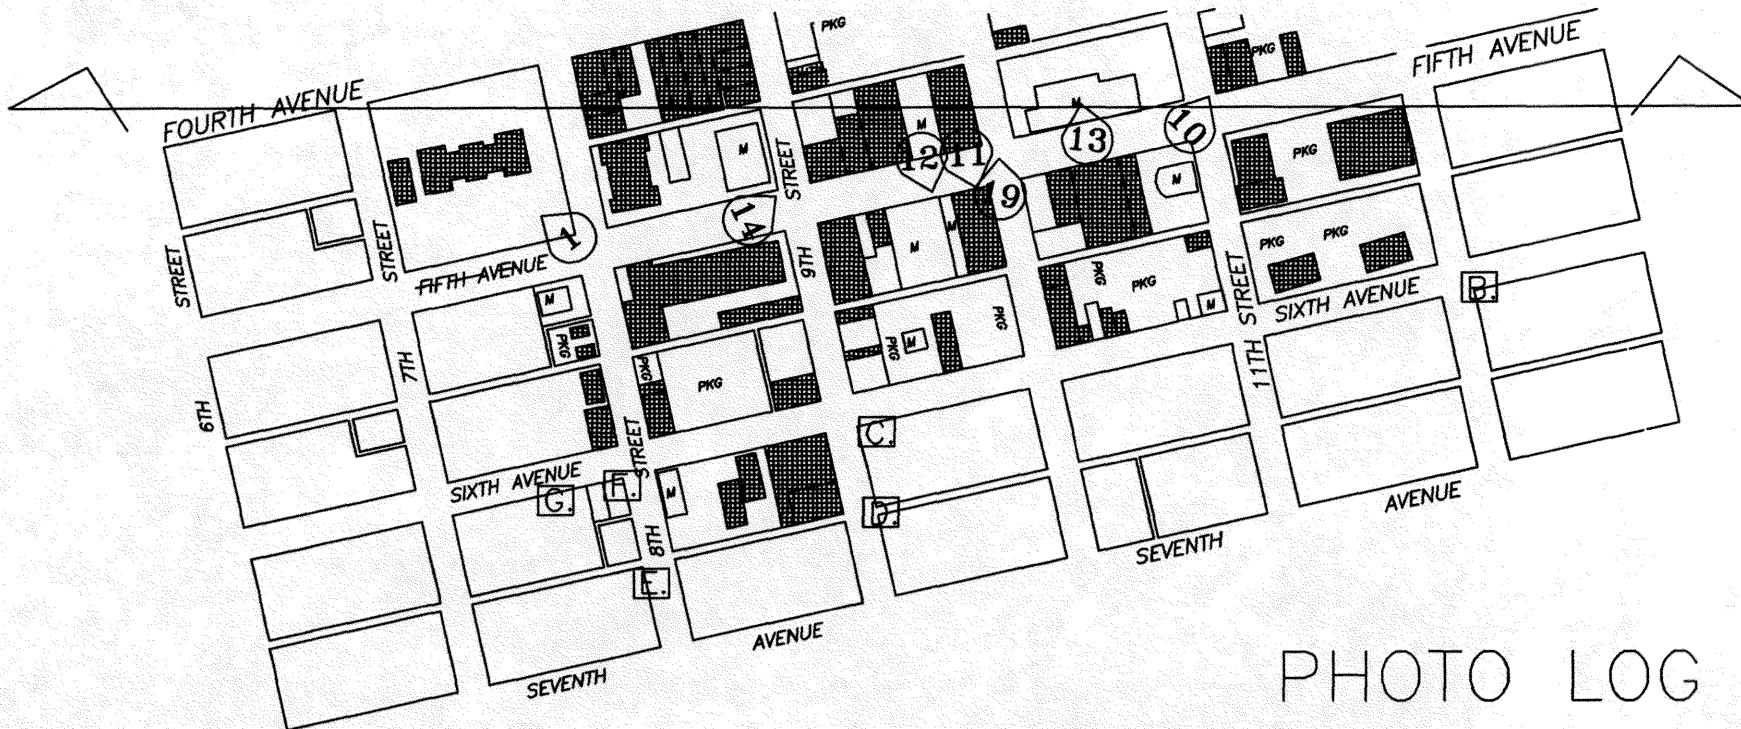 PKG
PKG
FIFTH AVENUE
FOURTH AVENUE
M
10
13
M
12
11
PKG
M
STREET
9
M
14
1
STREET
STREET
FIFTH AVENUE
9TH
M
M
PKG
PKG
STREET
PKG
PKG
B.
SIXTH AVENUE
M
M
PKG
PKG
PKG
M
7TH
PKG
PKG
11TH
6TH
C.
STREET
SIXTH AVENUE
F.
G.
M
D.
AVENUE
8TH
SEVENTH
E.
AVENUE
SEVENTH
PHOTO LOG